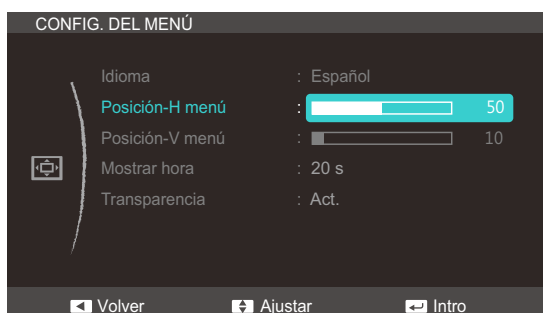 CONFIG. DEL MENÚ
Idioma : Español
Posición-H menú : 50
Posición-V menú : 10
Mostrar hora : 20 s
Transparencia : Act.
Volver Ajustar Intro